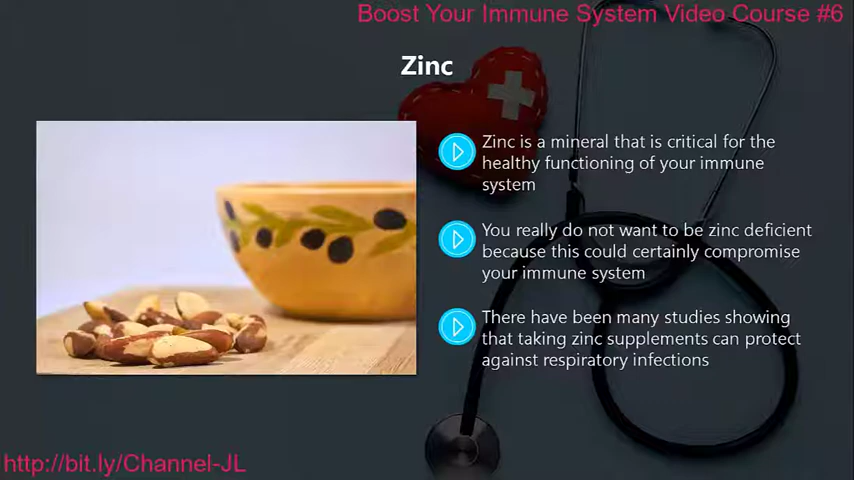 Boost Your Immune System Video Course #6
Zinc
Zinc is a mineral that is critical for the
healthy functioning of your immune
system
You really do not want to be zinc deficient
because this could certainly compromise
your immune system
There have been many studies showing
that taking zinc supplements can protect
against respiratory infections
http://bit.ly/Channel-JL